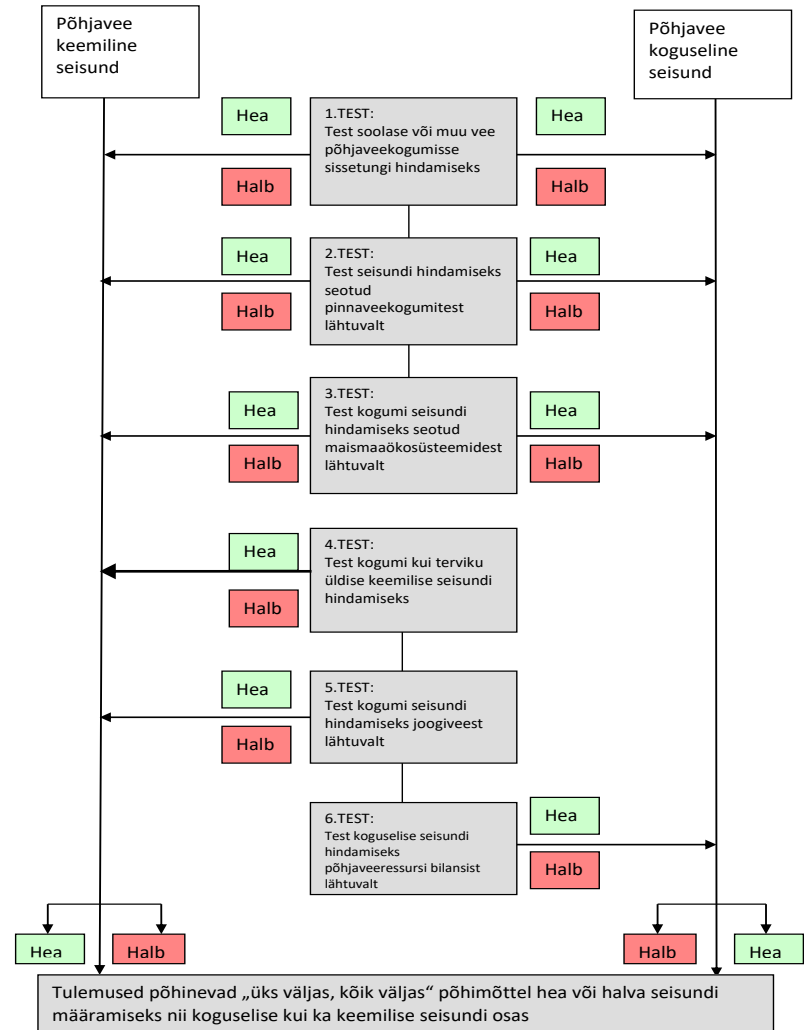 Põhjavee
keemiline
seisund
Põhjavee
koguseline
seisund
Hea
Halb
1.TEST:
Test soolase või muu vee
põhjaveekogumisse
sissetungi hindamiseks
Hea
Halb
Hea
Halb
2.TEST:
Test seisundi hindamiseks
seotud
pinnaveekogumitest
lähtuvalt
Hea
Halb
Hea
Halb
3.TEST:
Test kogumi seisundi
hindamiseks seotud
maismaaökosüsteemidest
lähtuvalt
Hea
Halb
Hea
Halb
4.TEST:
Test kogumi kui terviku
üldise keemilise seisundi
hindamiseks
Hea
Halb
5.TEST:
Test kogumi seisundi
hindamiseks joogiveest
lähtuvalt
6.TEST:
Test koguselise seisundi
hindamiseks
põhjaveeressursi bilansist
lähtuvalt
Hea
Halb
Hea
Halb
Halb
Hea
Tulemused põhinevad „üks väljas, kõik väljas“ põhimõttel hea või halva seisundi
määramiseks nii koguselise kui ka keemilise seisundi osas